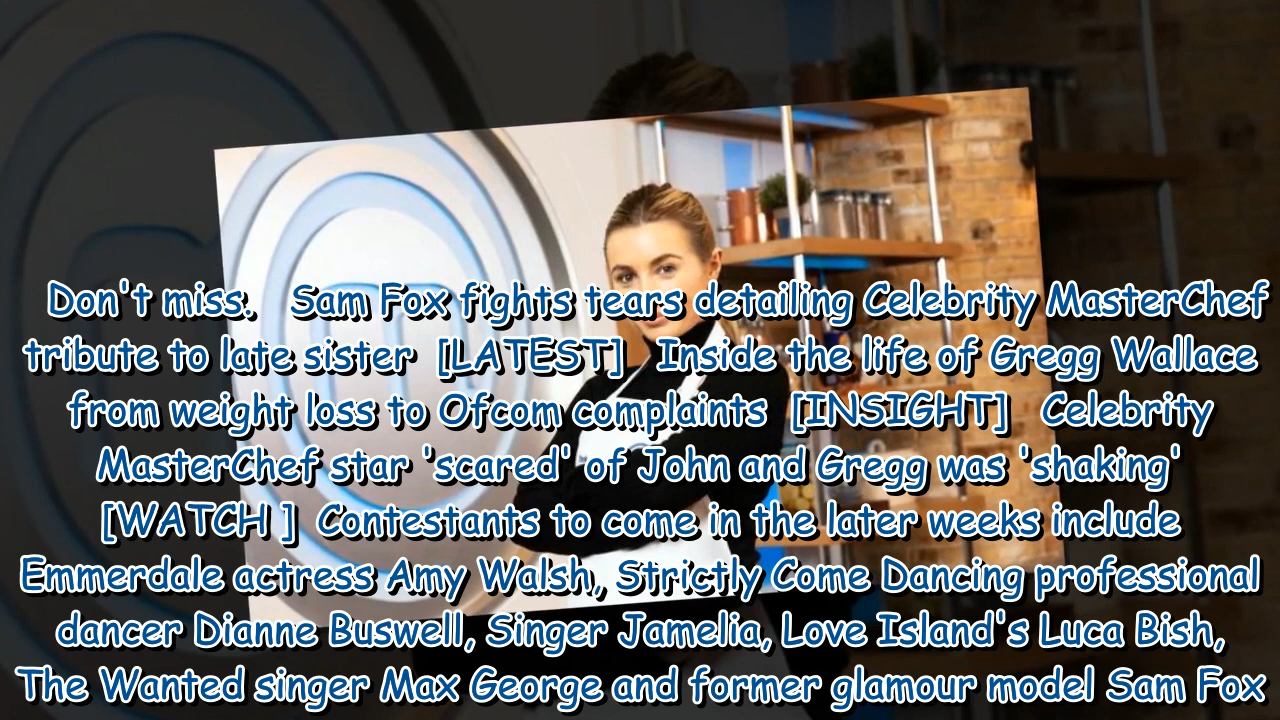 Don't miss.   Sam Fox fights tears detailing Celebrity MasterChef
tribute to late sister  [LATEST]   Inside the life of Gregg Wallace
from weight loss to Ofcom complaints  [INSIGHT]   Celebrity
MasterChef star 'scared' of John and Gregg was 'shaking'
[WATCH ]  Contestants to come in the later weeks include
Emmerdale actress Amy Walsh, Strictly Come Dancing professional
dancer Dianne Buswell, Singer Jamelia, Love Island's Luca Bish,
The Wanted singer Max George and former glamour model Sam Fox